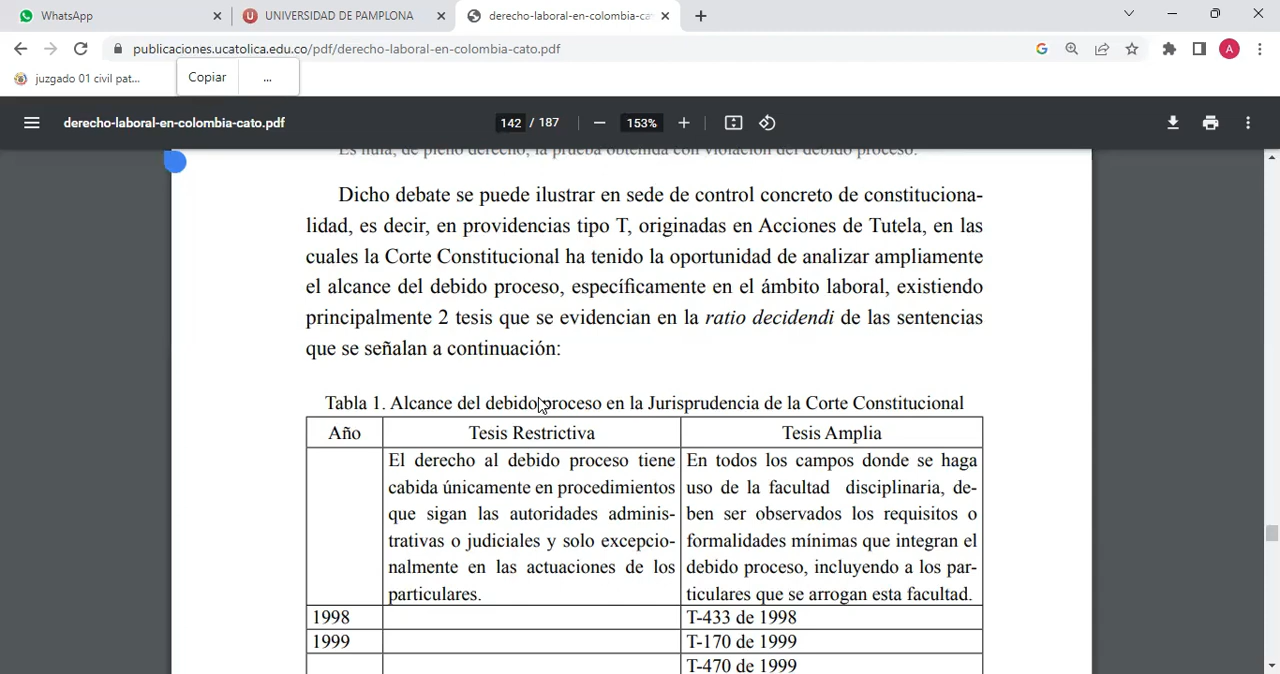 WhatsApp
UNIVERSIDAD DE PAMPLONA
derecho-laboral-en-colombia-ca
publicaciones.ucatolica.edu.co/pdf/derecho-laboral-en-colombia-cato.pdf
A
juzgado 01 civil pat...
Copiar
...
derecho-laboral-en-colombia-cato.pdf
142 / 187
153%
Es nula, de pleno derecho, la prueba obtenida con violación del debido proceso.
Dicho debate se puede ilustrar en sede de control concreto de constituciona-
lidad, es decir, en providencias tipo T, originadas en Acciones de Tutela, en las
cuales la Corte Constitucional ha tenido la oportunidad de analizar ampliamente
el alcance del debido proceso, específicamente en el ámbito laboral, existiendo
principalmente 2 tesis que se evidencian en la ratio decidendi de las sentencias
que se señalan a continuación:
Tabla 1. Alcance del debido proceso en la Jurisprudencia de la Corte Constitucional
Año
Tesis Restrictiva
Tesis Amplia
El derecho al debido proceso tiene
cabida únicamente en procedimientos
que sigan las autoridades adminis-
trativas o judiciales y solo excepcio-
nalmente en las actuaciones de los
particulares.
En todos los campos donde se haga
uso de la facultad disciplinaria, de-
ben ser observados los requisitos o
formalidades mínimas que integran el
debido proceso, incluyendo a los par-
ticulares que se arrogan esta facultad.
1998
T-433 de 1998
1999
T-170 de 1999
T-470 de 1999